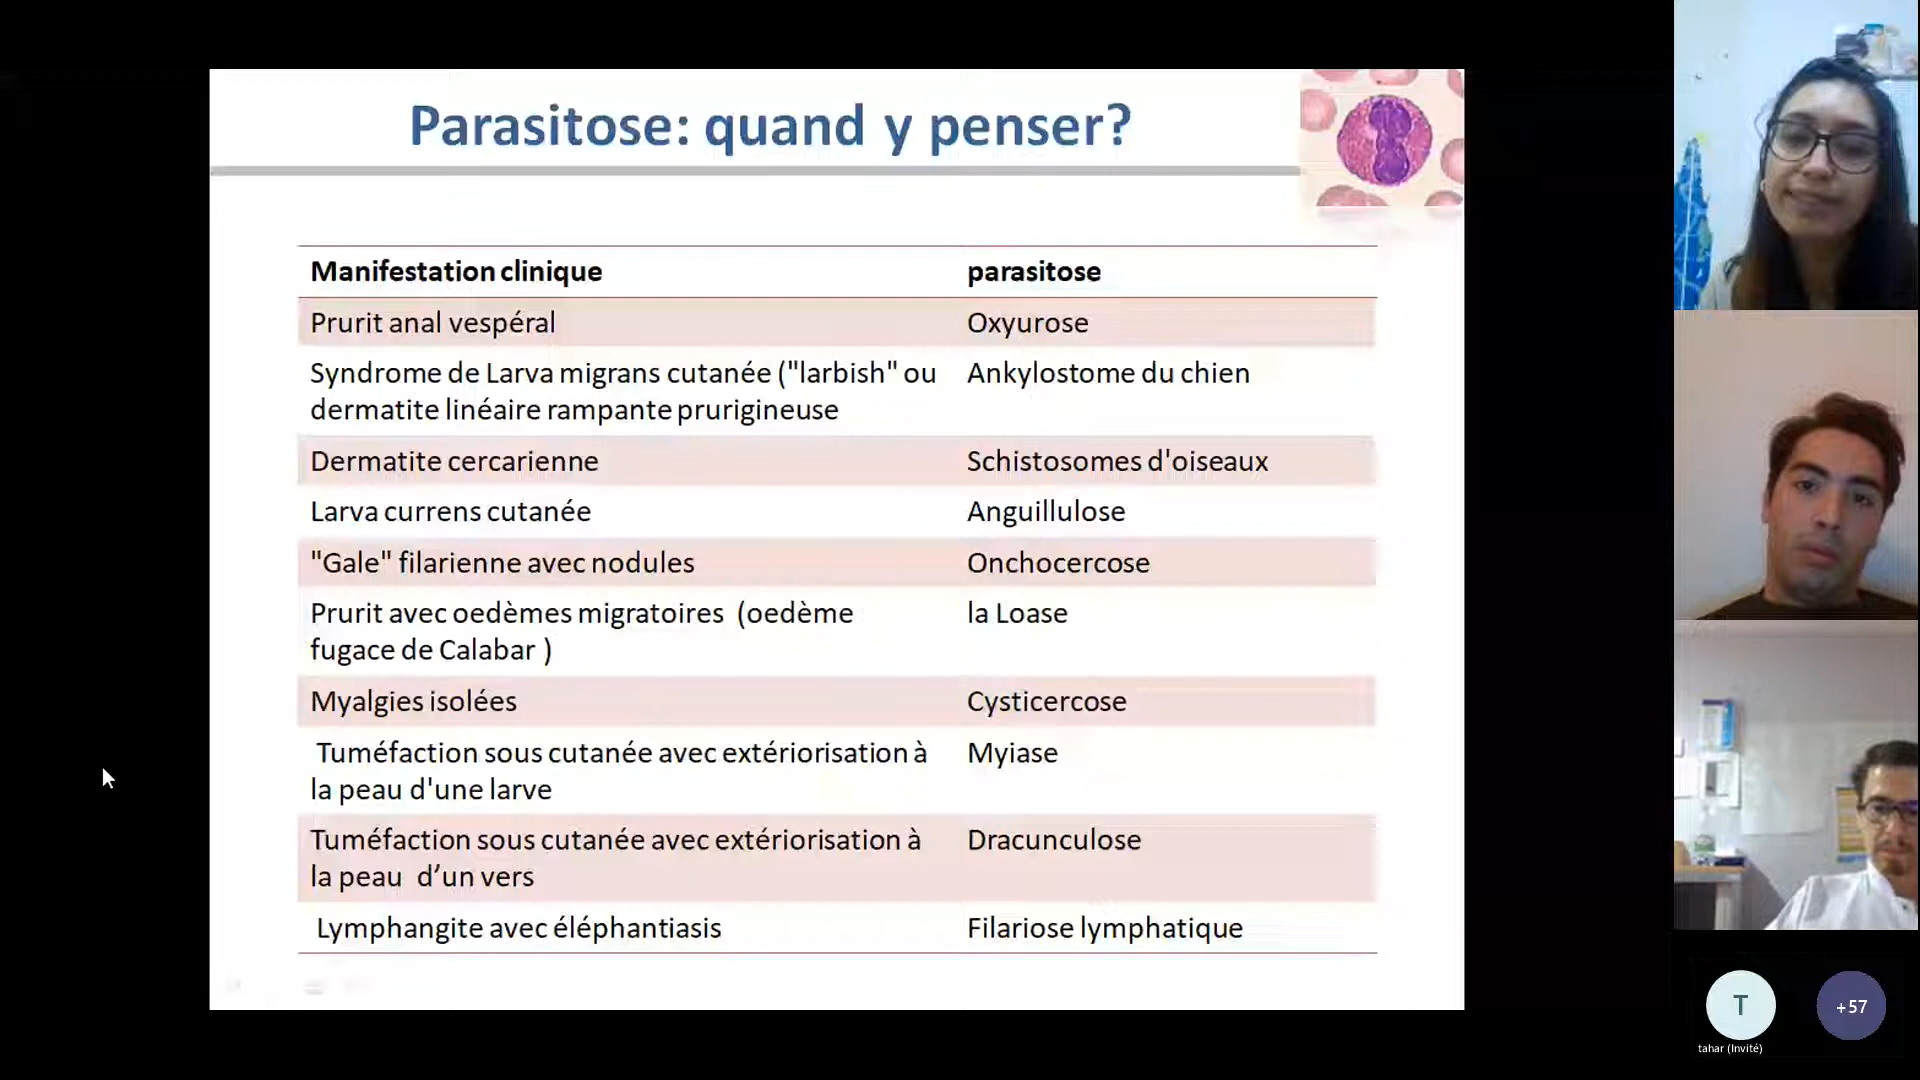 Parasitose: quand y penser?
Manifestation clinique parasitose
Prurit anal vespéral Oxyurose
Syndrome de Larva migrans cutanée ("larbish" ou Ankylostome du chien
dermatite linéaire rampante prurigineuse
Dermatite cercarienne Schistosomes d'oiseaux
Larva currens cutanée Anguillulose
"Gale" filarienne avec nodules Onchocercose
Prurit avec oedèmes migratoires (oedème la Loase
fugace de Calabar )
Myalgies isolées Cysticercose
Tuméfaction sous cutanée avec extériorisation à Myiase
la peau d'une larve
Tuméfaction sous cutanée avec extériorisation à Dracunculose
la peau d’un vers
Lymphangite avec éléphantiasis Filariose lymphatique
T
+57
tahar (Invité)